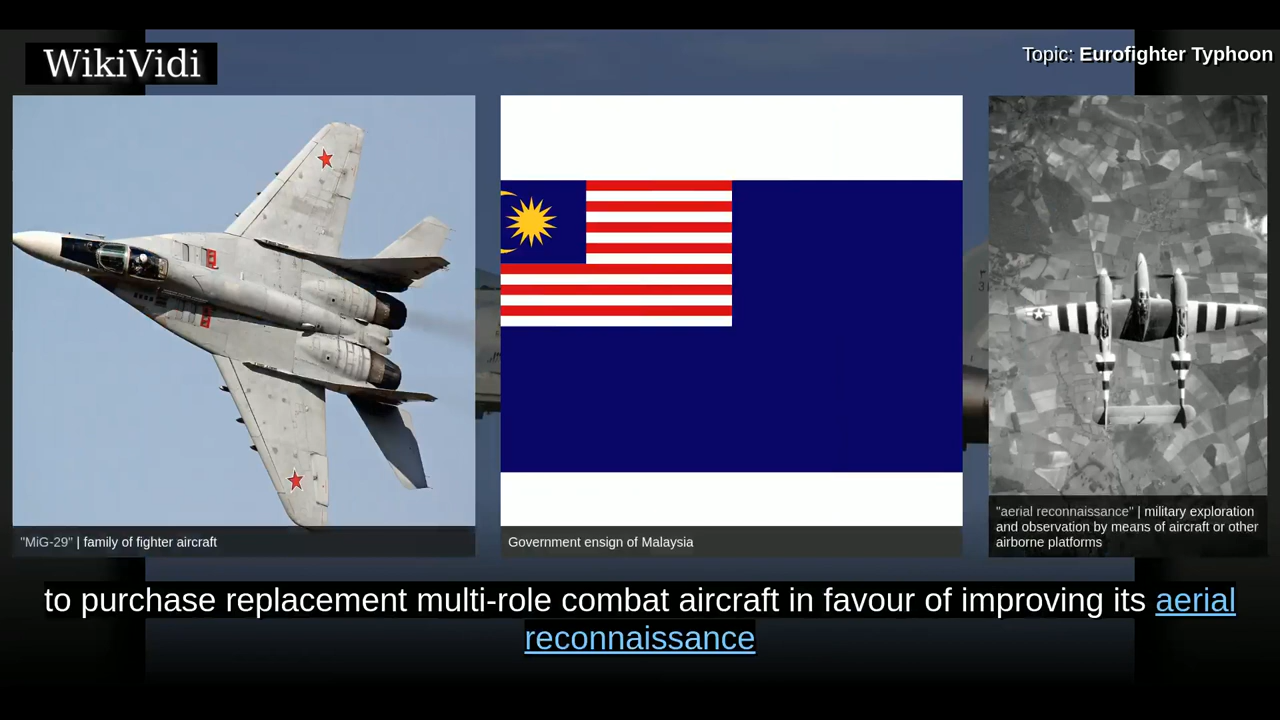 WikiVidi
Topic: Eurofighter Typhoon
"MiG-29" | family of fighter aircraft
Government ensign of Malaysia
"aerial reconnaissance" | military exploration
and observation by means of aircraft or other
airborne platforms
to purchase replacement multi-role combat aircraft in favour of improving its aerial
reconnaissance